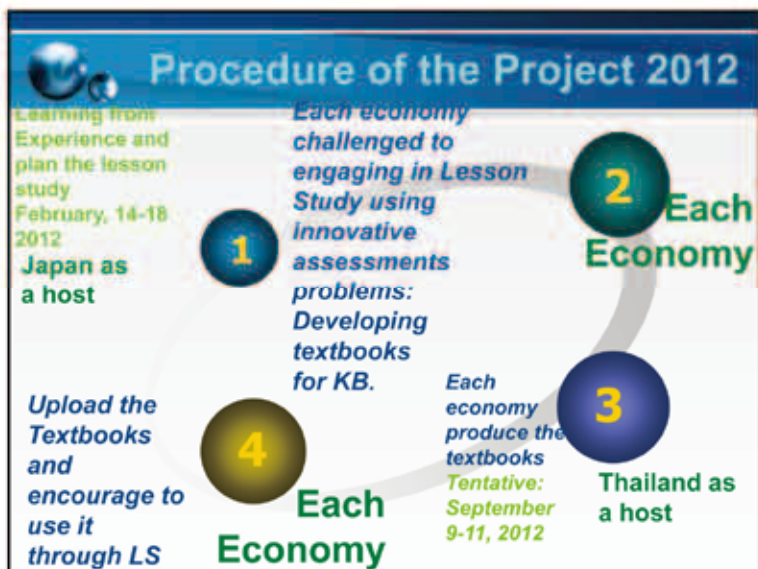 Procedure of the Project 2012
Learning from
Experience and
plan the lesson
study
February, 14-18
2012
Japan as
a host
1
Each economy
challenged to
engaging in Lesson
Study using
innovative
assessments
problems:
Developing
textbooks
for KB.
2
Each
Economy
Each
economy
produce the
textbooks
Tentative:
September
9-11, 2012
3
Thailand as
a host
Upload the
Textbooks
and
encourage to
use it
through LS
4
Each
Economy